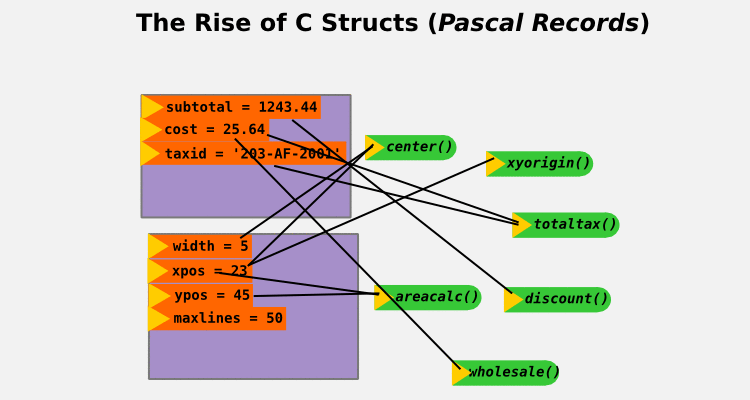 The Rise of C Structs (Pascal Records)
subtotal = 1243.44
cost = 25.64
taxid = '203-AF-2001'
center()
xyorigin()
totaltax()
width = 5
xpos = 23
ypos = 45
maxlines = 50
areacalc()
discount()
wholesale()